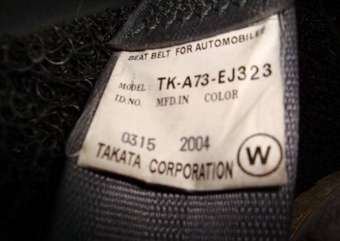 SEAT BELT FOR AUTOMOBILES
MODEL: TK-A73-EJ323
I.D.NO. MFD.IN COLOR
0315 2004
TAKATA CORPORATION W